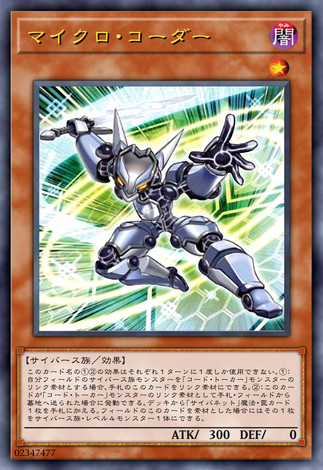 マイクロ・コーダー
やみ
闇
【サイバース族／効果】
このカード名の①②の効果はそれぞれ１ターンに１度しか使用できない。①：
自分フィールドのサイバース族モンスターを「コード・トーカー」モンスターの
リンク素材とする場合、手札のこのカードもリンク素材にできる。②：このカー
ドが「コード・トーカー」モンスターのリンク素材として手札・フィールドから
墓地へ送られた場合に発動できる。デッキから「サイバネット」魔法・罠カード
１枚を手札に加える。フィールドのこのカードを素材とした場合にはその１枚
をサイバース族・レベル４モンスター１体にできる。
ATK/ 300 DEF/ 0
02347477